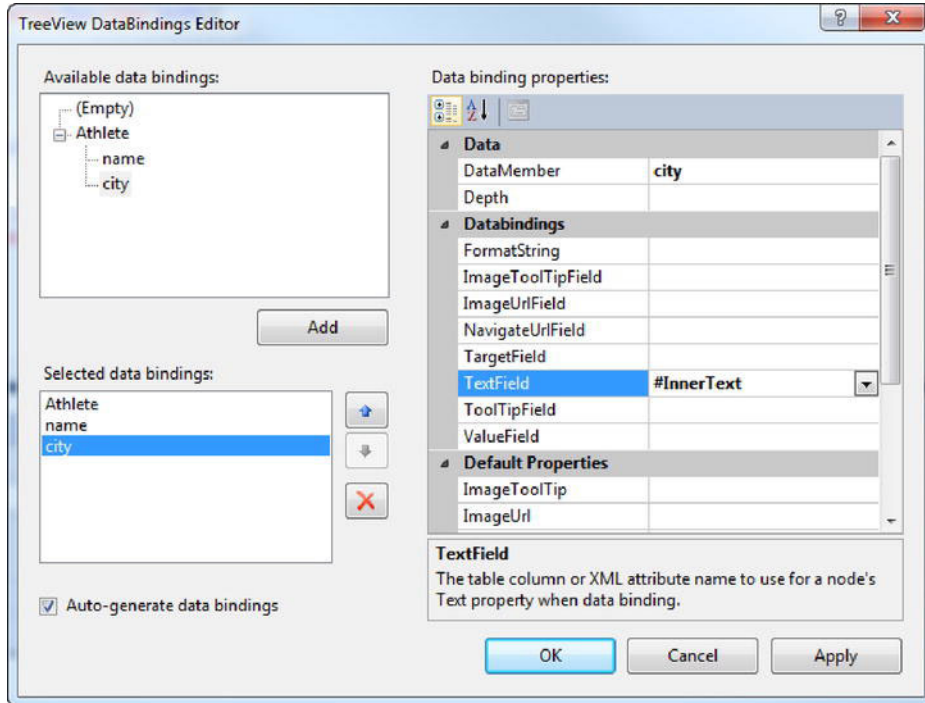 TreeView DataBindings Editor
Available data bindings:
(Empty)
Athlete
name
city
Add
Selected data bindings:
Athlete
name
city
Auto-generate data bindings
Data binding properties:
Data
DataMember city
Depth
Databindings
FormatString
ImageToolTipField
ImageUrlField
NavigateUrlField
TargetField
TextField #InnerText
ToolTipField
ValueField
Default Properties
ImageToolTip
ImageUrl
TextField
The table column or XML attribute name to use for a node's
Text property when data binding.
OK Cancel Apply